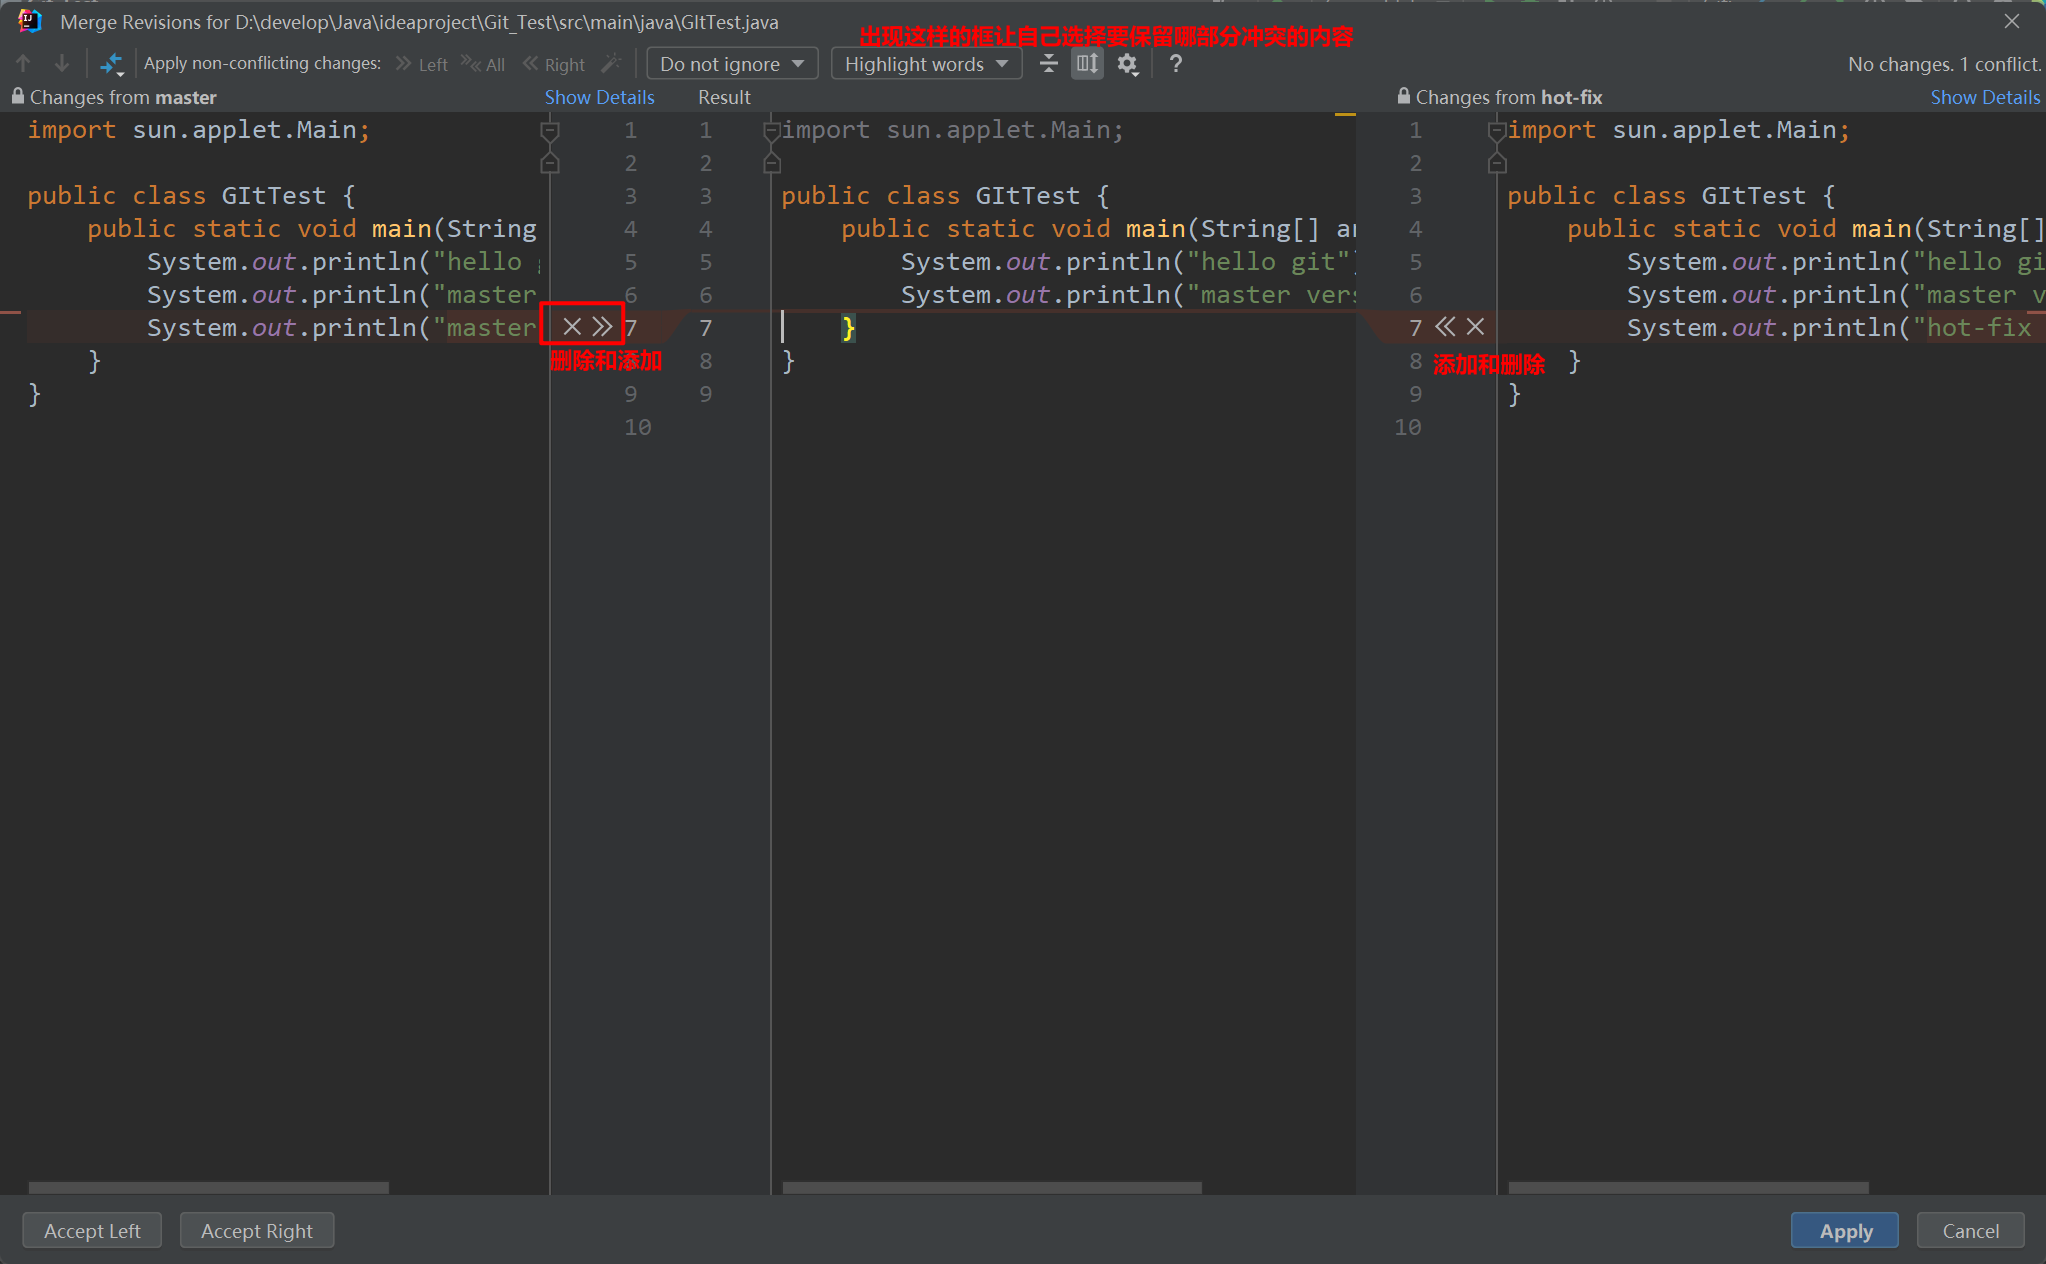 Merge Revisions for D:\develop\Java\ideaproject\Git_Test\src\main\java\GItTest.java
出现这样的框让自己选择要保留哪部分冲突的内容
Apply non-conflicting changes: Left All Right Do not ignore Highlight words ? No changes. 1 conflict.
Changes from master Show Details Result Changes from hot-fix Show Details
import sun.applet.Main; 1
2
public class GItTest { 3
public static void main(String 4
System.out.println("hello 5
System.out.println("master 6
System.out.println("master 7
}
删除和添加
} 9
10
1 import sun.applet.Main;
2
3 public class GItTest {
4 public static void main(String[]
5 System.out.println("hello git"
6 System.out.println("master
7 }
8 }
9
1 import sun.applet.Main;
2
3 public class GItTest {
4 public static void main(String[]
5 System.out.println("hello
6 System.out.println("master
7 System.out.println("hot-fix
8 }
添加和删除
9 }
10
Accept Left Accept Right Apply Cancel